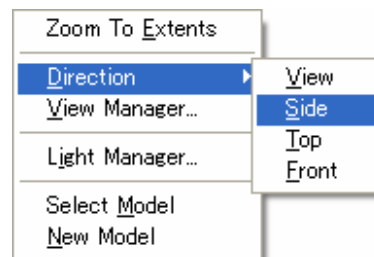 Zoom To Extents
Direction
View Manager...
Light Manager...
Select Model
New Model
View
Side
Top
Front